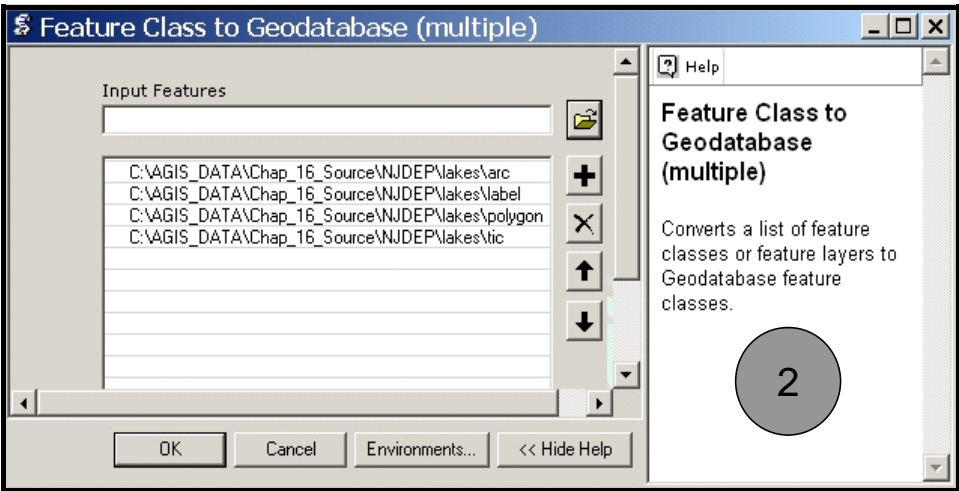 Feature Class to Geodatabase (multiple)
Input Features
C:\AGIS_DATA\Chap_16_Source\NJDEP\lakes\arc
C:\AGIS_DATA\Chap_16_Source\NJDEP\lakes\label
C:\AGIS_DATA\Chap_16_Source\NJDEP\lakes\polygon
C:\AGIS_DATA\Chap_16_Source\NJDEP\lakes\tic
OK
Cancel
Environments...
<< Hide Help
Help
Feature Class to
Geodatabase
(multiple)
Converts a list of feature
classes or feature layers to
Geodatabase feature
classes.
2